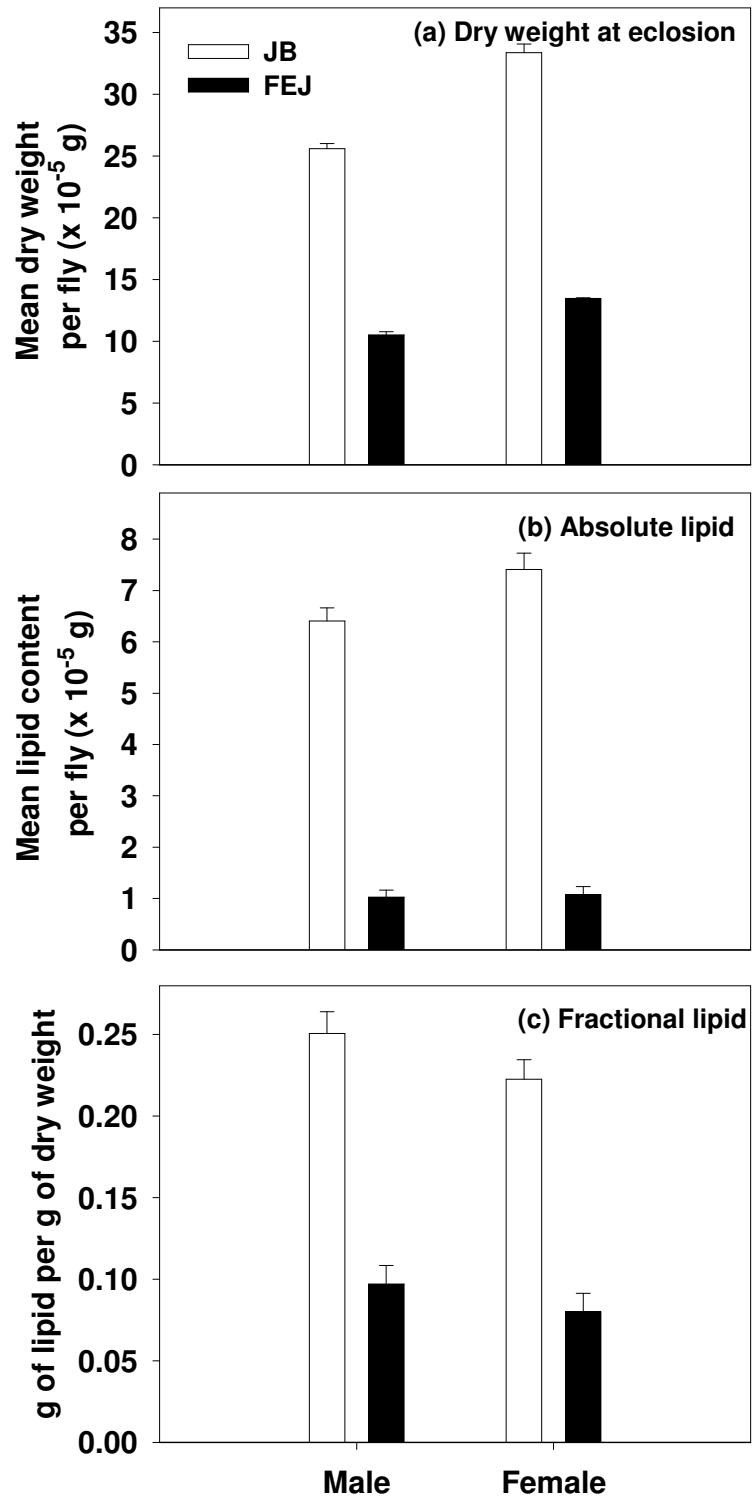 (a) Dry weight at eclosion
JB
FEJ
Mean dry weight
per fly (x 10⁻⁵ g)
35
30
25
20
15
10
5
0
(b) Absolute lipid
Mean lipid content
per fly (x 10⁻⁵ g)
8
7
6
5
4
3
2
1
0
(c) Fractional lipid
g of lipid per g of dry weight
0.25
0.20
0.15
0.10
0.05
0.00
Male Female